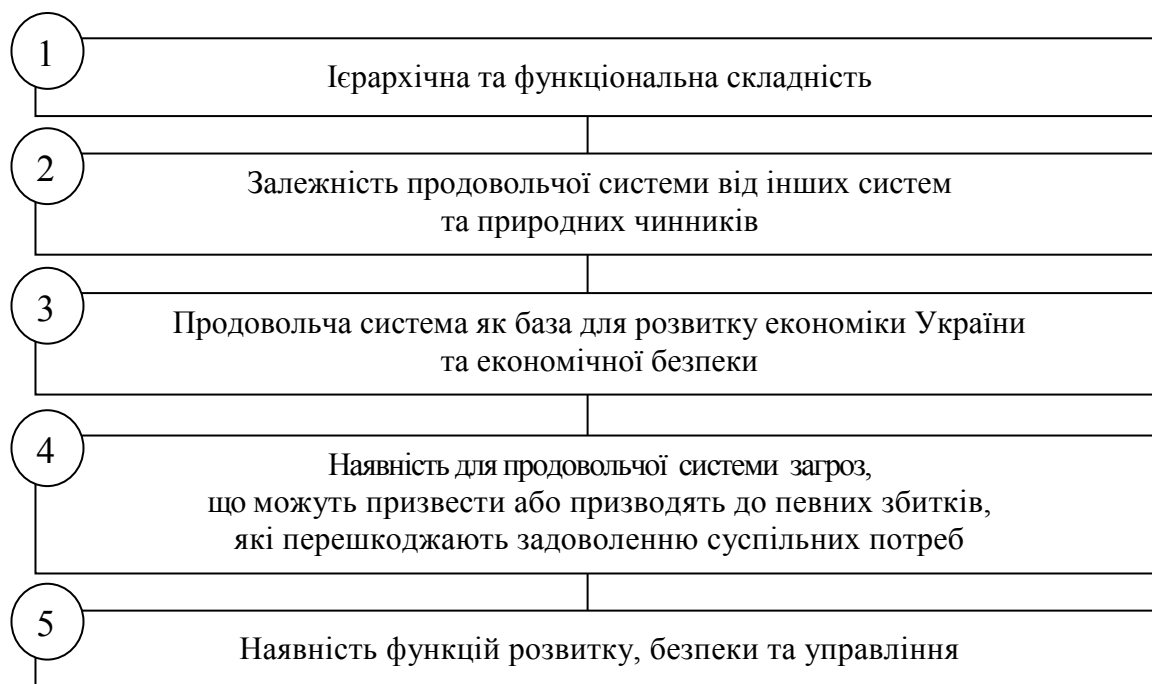 1
Ієрархічна та функціональна складність
2
Залежність продовольчої системи від інших систем
та природних чинників
3
Продовольча система як база для розвитку економіки України
та економічної безпеки
4
Наявність для продовольчої системи загроз,
що можуть призвести або призводять до певних збитків,
які перешкоджають задоволенню суспільних потреб
5
Наявність функцій розвитку, безпеки та управління